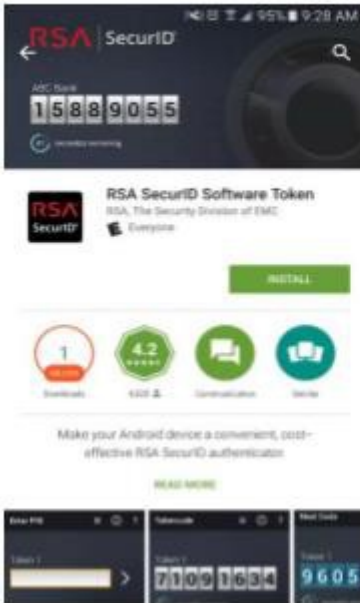 95% 9:28 AM
RSA SecurID
ABC Bank
15889055
seconds remaining
RSA SecurID Software Token
RSA, The Security Division of EMC
Everyone
INSTALL
1
4.2
Downloads
Communication
Similar
Make your Android device a convenient, cost-
effective RSA SecurID authenticator.
READ MORE
Enter PIN
Tokencode
Next Code
Token 1
Token 1
Token 1
71091634
9605